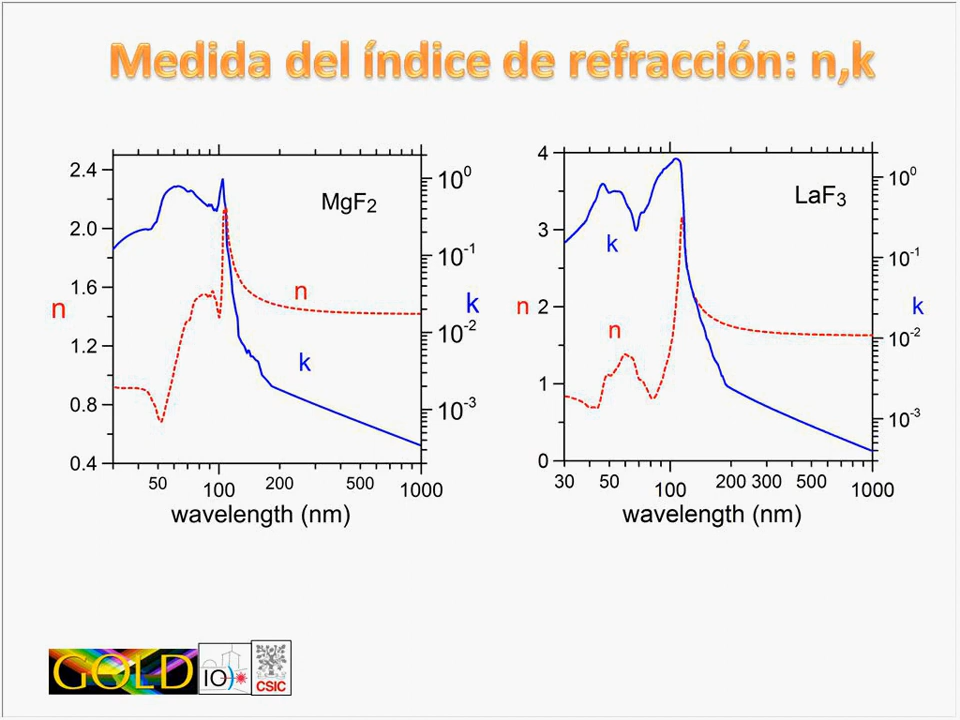 Medida del índice de refracción: n,k
2.4
2.0
1.6
1.2
0.8
0.4
n
MgF2
n
k
10^0
10^-1
10^-2
10^-3
k
50 100 200 500 1000
wavelength (nm)
4
3
2
1
0
n
LaF3
k
n
10^0
10^-1
10^-2
10^-3
k
30 50 100 200 300 500 1000
wavelength (nm)
GOLD IO CSIC